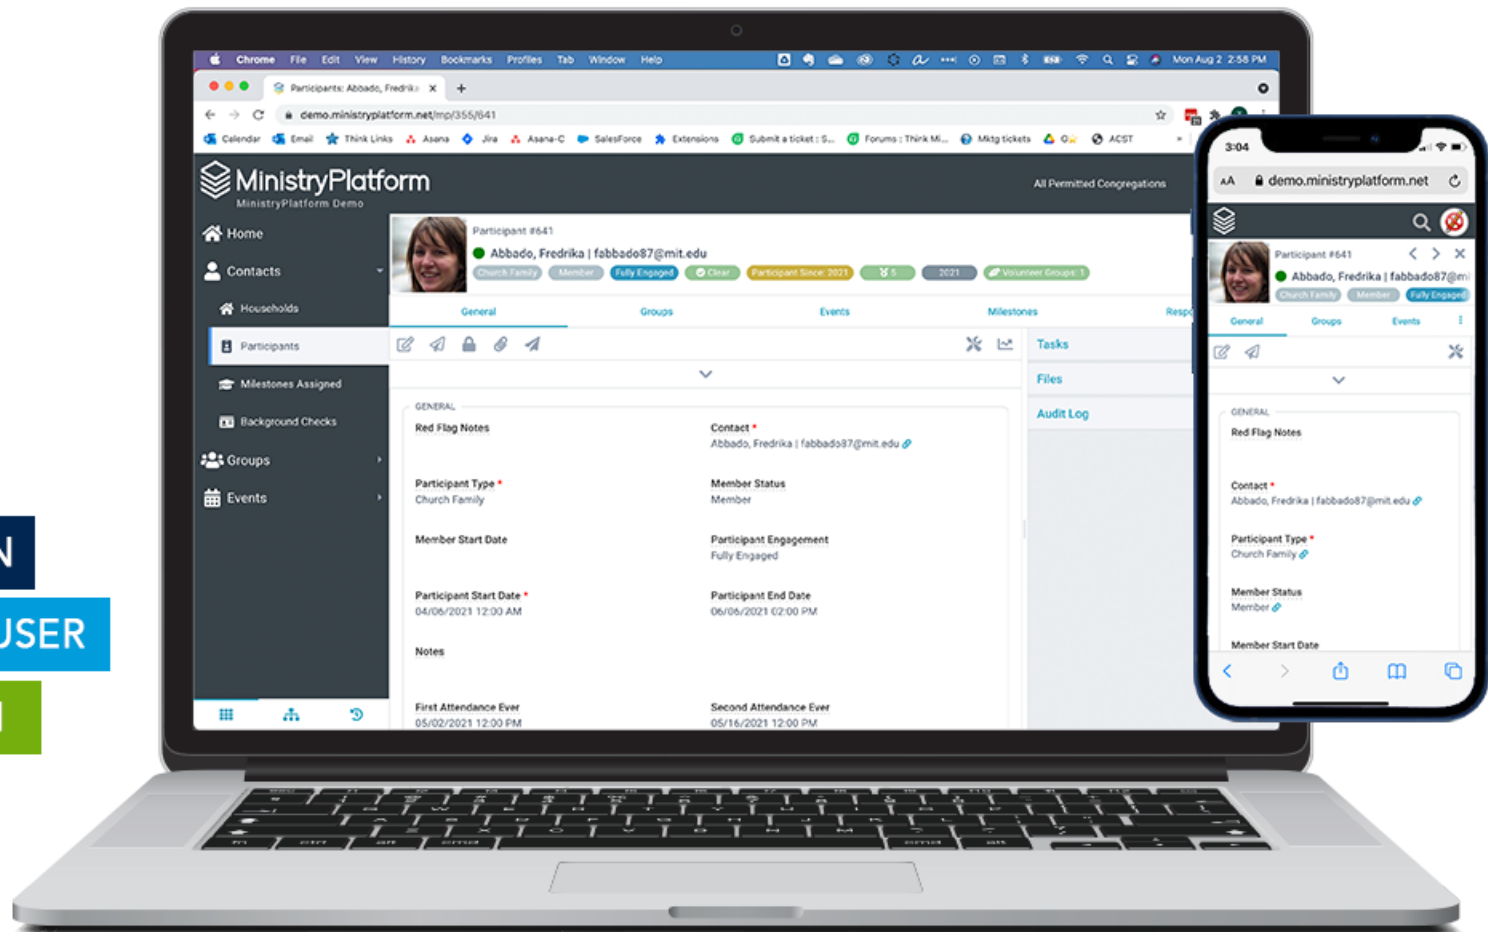 Chrome File Edit View History Bookmarks Profiles Tab Window Help Mon Aug 2 2:58 PM
Participants: Abbado, Fredrika
demo.ministryplatform.net/mp/355/641
Calendar Email Think Links Asana Jira Asana-C SalesForce Extensions Submit a ticket : S... Forums : Think Mi... Mktg tickets ACST
MinistryPlatform
MinistryPlatform Demo
All Permitted Congregations
Home
Contacts
Households
Participants
Milestones Assigned
Background Checks
Groups
Events
Participant #641
Abbado, Fredrika | fabbado87@mit.edu
Church Family Member Fully Engaged Clear Participant Since: 2021 5 2021 Volunteer Groups: 1
General Groups Events Milestones Respo
Tasks
Files
Audit Log
GENERAL
Red Flag Notes
Contact *
Abbado, Fredrika | fabbado87@mit.edu
Participant Type *
Church Family
Member Status
Member
Member Start Date
Participant Engagement
Fully Engaged
Participant Start Date *
04/06/2021 12:00 AM
Participant End Date
06/06/2021 02:00 PM
Notes
First Attendance Ever
05/02/2021 12:00 PM
Second Attendance Ever
05/16/2021 12:00 PM
3:04
AA demo.ministryplatform.net
Participant #641
Abbado, Fredrika | fabbado87@mi
Church Family Member Fully Engaged
General Groups Events
GENERAL
Red Flag Notes
Contact *
Abbado, Fredrika | fabbado87@mit.edu
Participant Type *
Church Family
Member Status
Member
Member Start Date
N
USER